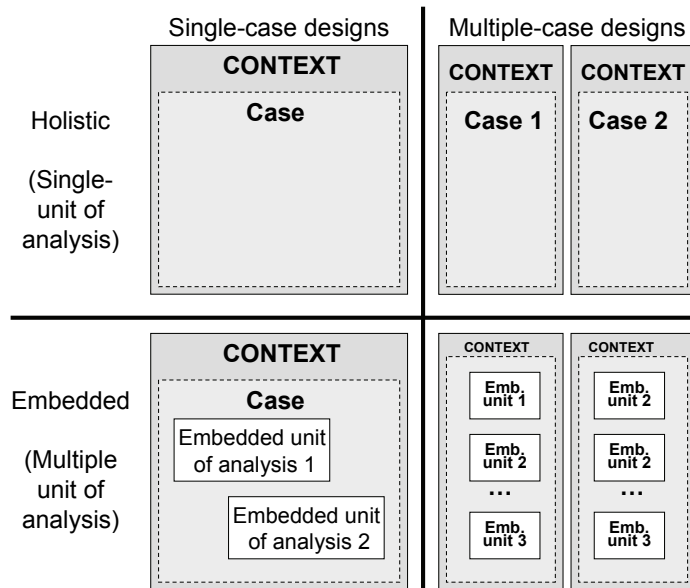 Single-case designs
Multiple-case designs
Holistic
(Single-
unit of
analysis)
CONTEXT
Case
CONTEXT
Case 1
CONTEXT
Case 2
Embedded
(Multiple
unit of
analysis)
CONTEXT
Case
Embedded unit
of analysis 1
Embedded unit
of analysis 2
CONTEXT
Emb.
unit 1
Emb.
unit 2
...
Emb.
unit 3
CONTEXT
Emb.
unit 2
Emb.
unit 2
...
Emb.
unit 3